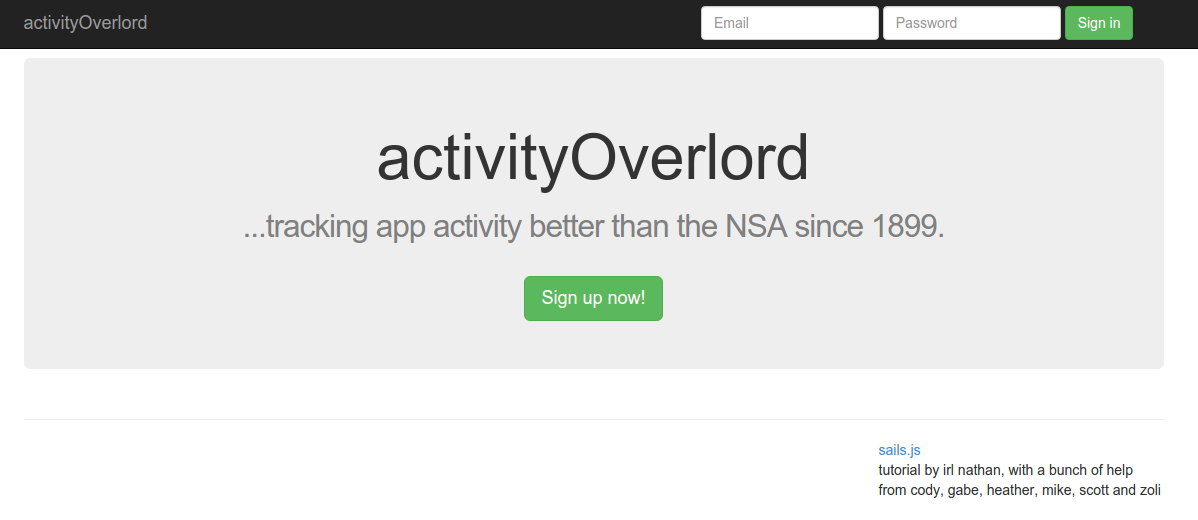 activityOverlord
Email
Password
Sign in
activityOverlord
...tracking app activity better than the NSA since 1899.
Sign up now!
sails.js
tutorial by irl nathan, with a bunch of help
from cody, gabe, heather, mike, scott and zoli